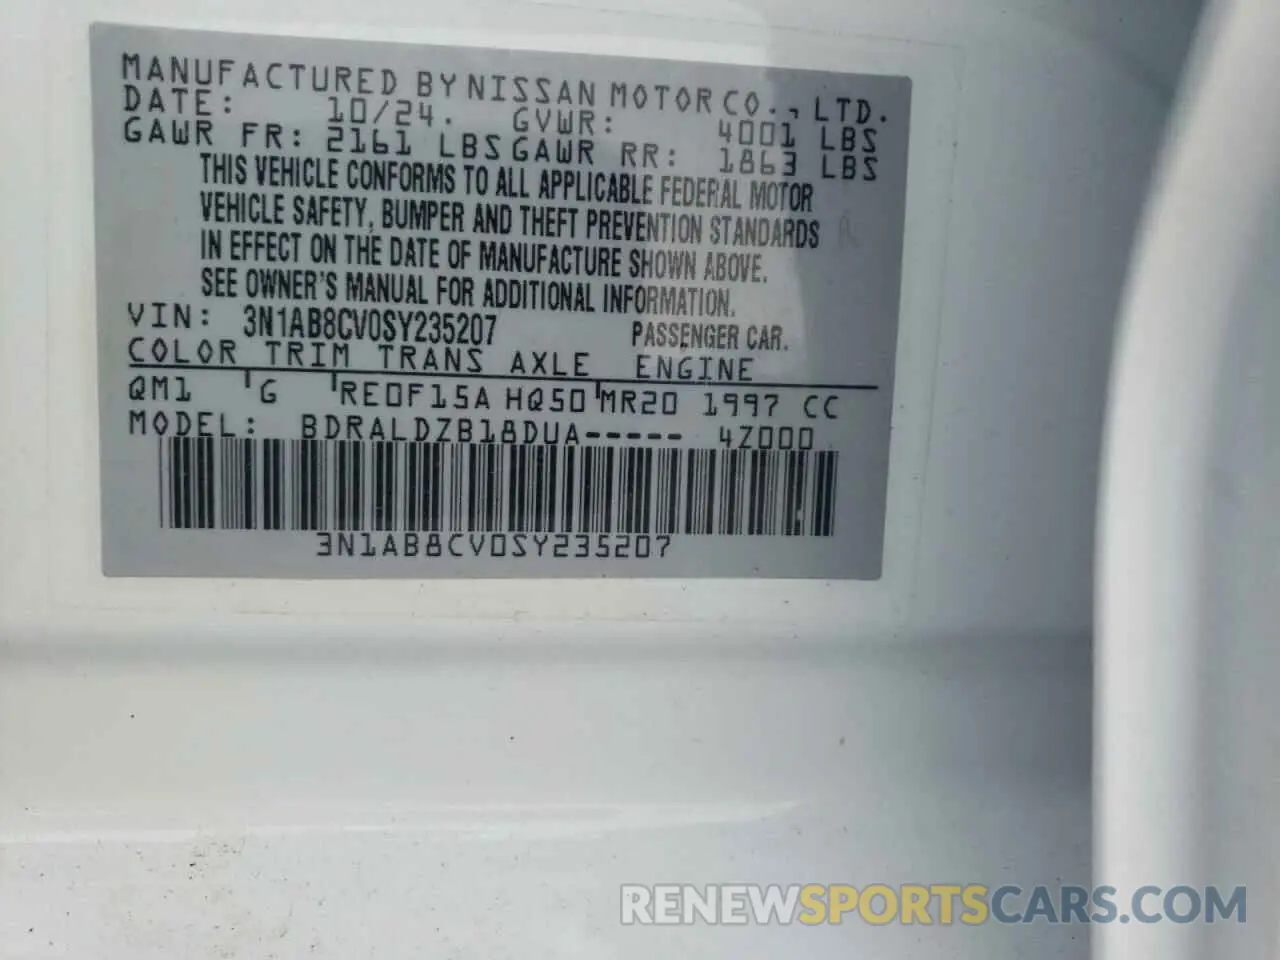 MANUFACTURED BY NISSAN MOTOR CO., LTD.
DATE: 10/24. GVWR: 4001 LBS
GAWR FR: 2161 LBS GAWR RR: 1863 LBS
THIS VEHICLE CONFORMS TO ALL APPLICABLE FEDERAL MOTOR
VEHICLE SAFETY, BUMPER AND THEFT PREVENTION STANDARDS
IN EFFECT ON THE DATE OF MANUFACTURE SHOWN ABOVE.
SEE OWNER'S MANUAL FOR ADDITIONAL INFORMATION.
VIN: 3N1AB8CV0SY235207 PASSENGER CAR.
COLOR TRIM TRANS AXLE ENGINE
QM1 G RE0F15A HQ50 MR20 1997 CC
MODEL: BDRALDZB18DUA----- 4Z000
3N1AB8CV0SY235207
RENEWSPORTSCARS.COM